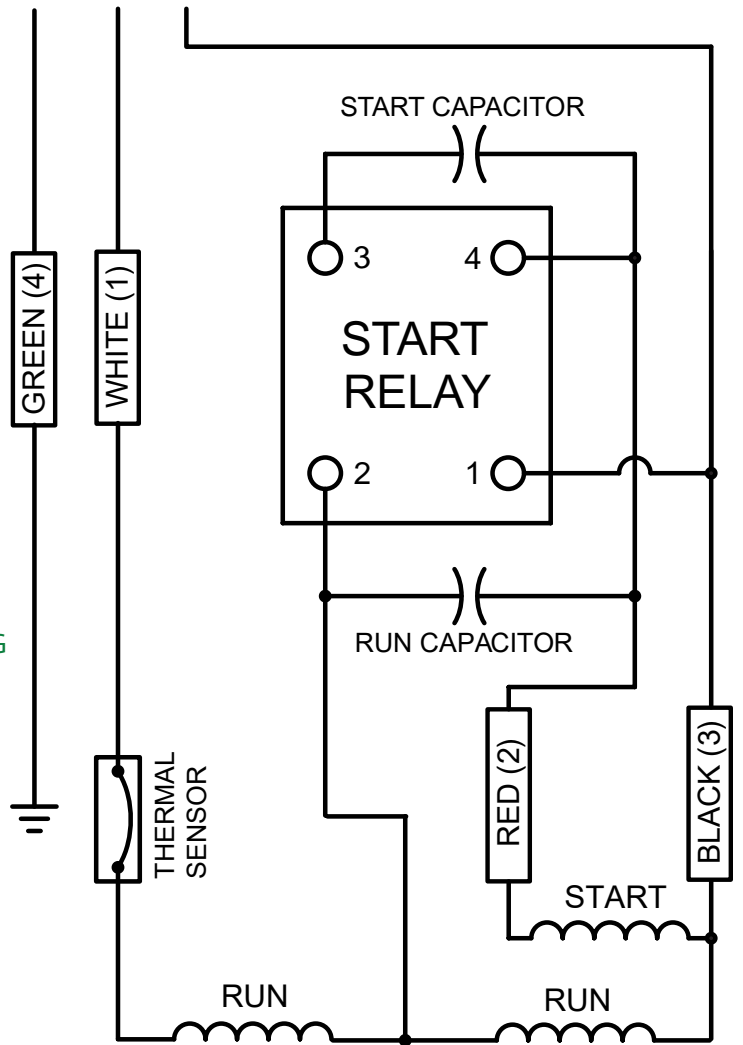 START CAPACITOR
GREEN (4)
WHITE (1)
3
4
START
RELAY
2
1
G
RUN CAPACITOR
THERMAL
SENSOR
RED (2)
BLACK (3)
START
RUN
RUN